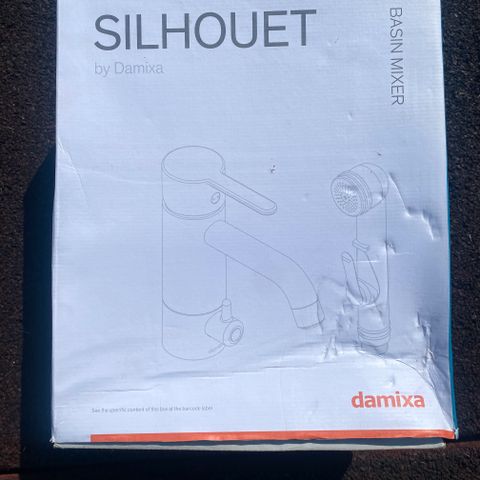 SILHOUET
by Damixa
BASIN MIXER
See the specific content of this box at the barcode label
damixa